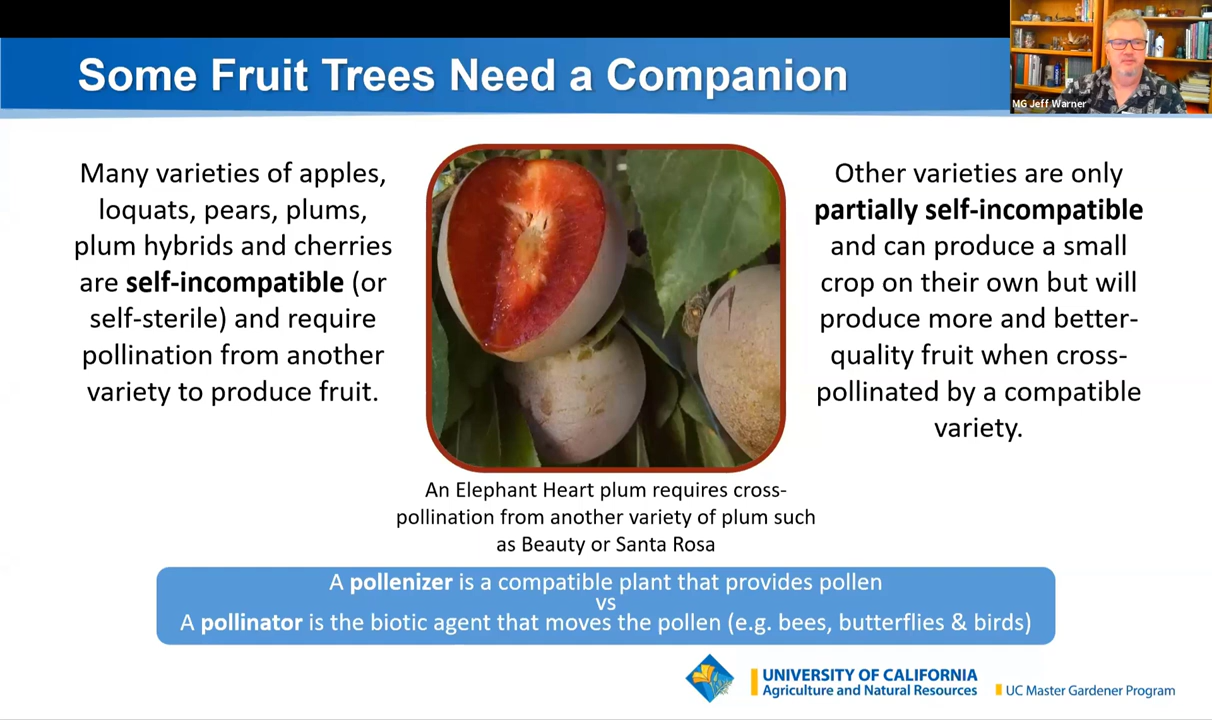 Some Fruit Trees Need a Companion
MG Jeff Warner
Many varieties of apples,
loquats, pears, plums,
plum hybrids and cherries
are self-incompatible (or
self-sterile) and require
pollination from another
variety to produce fruit.
Other varieties are only
partially self-incompatible
and can produce a small
crop on their own but will
produce more and better-
quality fruit when cross-
pollinated by a compatible
variety.
An Elephant Heart plum requires cross-
pollination from another variety of plum such
as Beauty or Santa Rosa
A pollenizer is a compatible plant that provides pollen
vs
A pollinator is the biotic agent that moves the pollen (e.g. bees, butterflies & birds)
UNIVERSITY OF CALIFORNIA
Agriculture and Natural Resources
UC Master Gardener Program